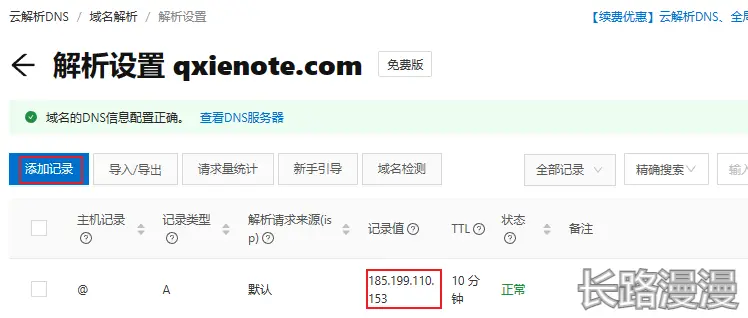 云解析DNS / 域名解析 / 解析设置
【续费优惠】云解析DNS、全局
← 解析设置 qxienote.com 免费版
域名的DNS信息配置正确。 查看DNS服务器
添加记录 导入/导出 请求量统计 新手引导 域名检测 全部记录 精确搜索 输入
主机记录 记录类型 解析请求来源(isp) 记录值 TTL 状态 备注
@ A 默认 185.199.110.153 10 分钟 正常
长路漫漫